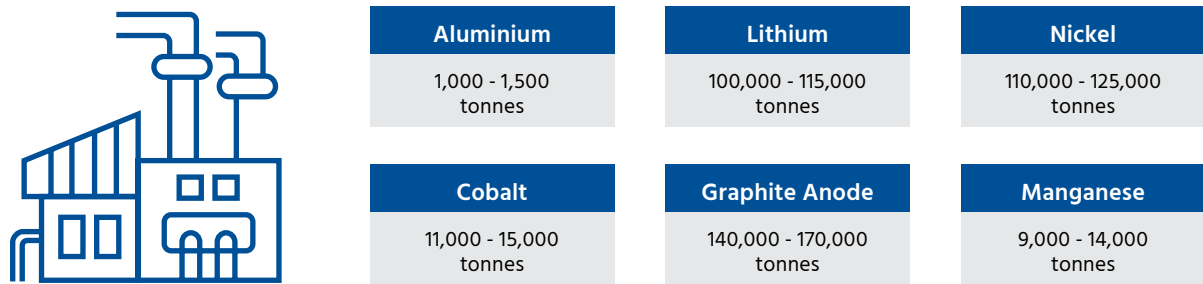 Aluminium
1,000 - 1,500
tonnes
Lithium
100,000 - 115,000
tonnes
Nickel
110,000 - 125,000
tonnes
Cobalt
11,000 - 15,000
tonnes
Graphite Anode
140,000 - 170,000
tonnes
Manganese
9,000 - 14,000
tonnes